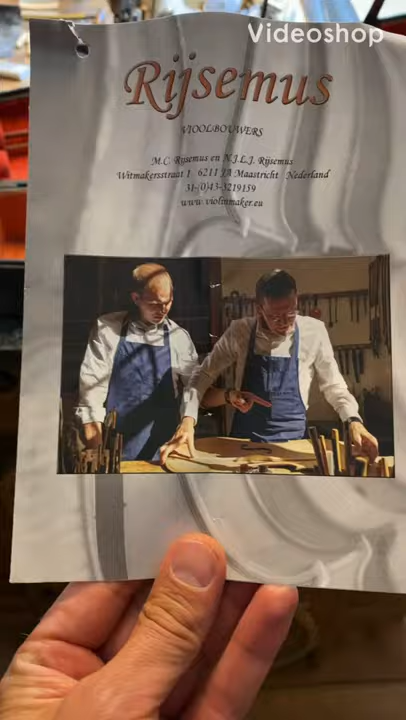 Videoshop
Rijsemus
VIOOLBOUWERS
M.C. Rijsemus en N.J.L.J. Rijsemus
Witmakersstraat 1 6211 JA Maastricht Nederland
31-(0)43-3219159
www.violinmaker.eu